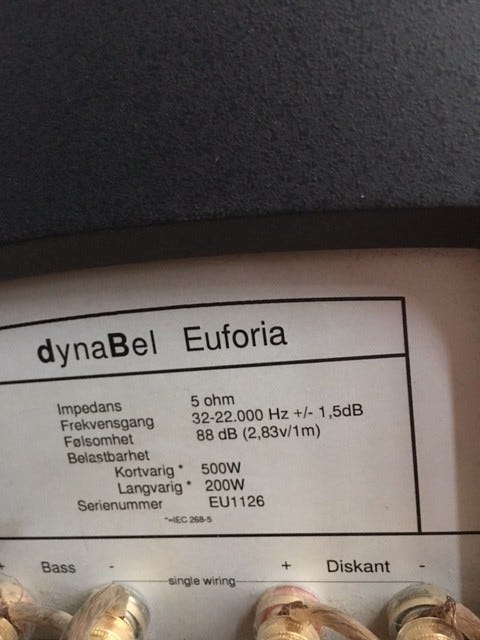 dynaBel Euforia
Impedans 5 ohm
Frekvensgang 32-22.000 Hz +/- 1,5dB
Følsomhet 88 dB (2,83v/1m)
Belastbarhet
Kortvarig * 500W
Langvarig * 200W
Serienummer EU1126
*=IEC 268-5
+ Bass - + Diskant -
single wiring